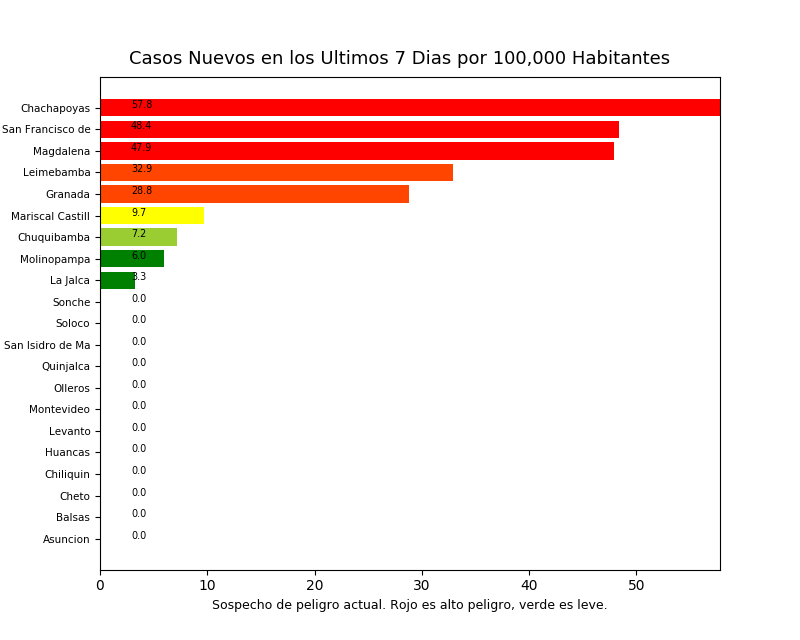 Casos Nuevos en los Ultimos 7 Dias por 100,000 Habitantes
Chachapoyas 57.8
San Francisco de 48.4
Magdalena 47.9
Leimebamba 32.9
Granada 28.8
Mariscal Castill 9.7
Chuquibamba 7.2
Molinopampa 6.0
La Jalca 3.3
Sonche 0.0
Soloco 0.0
San Isidro de Ma 0.0
Quinjalca 0.0
Olleros 0.0
Montevideo 0.0
Levanto 0.0
Huancas 0.0
Chiliquin 0.0
Cheto 0.0
Balsas 0.0
Asuncion 0.0
0 10 20 30 40 50
Sospecho de peligro actual. Rojo es alto peligro, verde es leve.